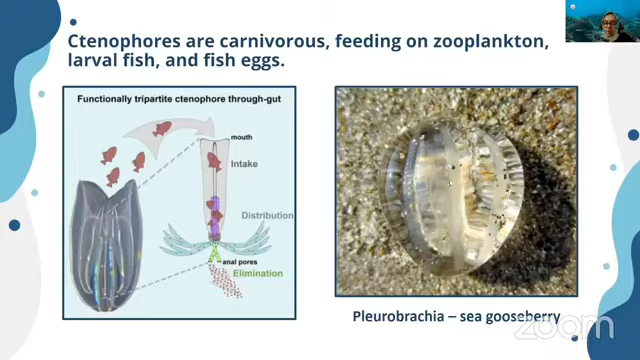 Ctenophores are carnivorous, feeding on zooplankton,
larval fish, and fish eggs.
Functionally tripartite ctenophore through-gut
mouth
Intake
Distribution
anal pores
Elimination
Pleurobrachia – sea gooseberry
zoom